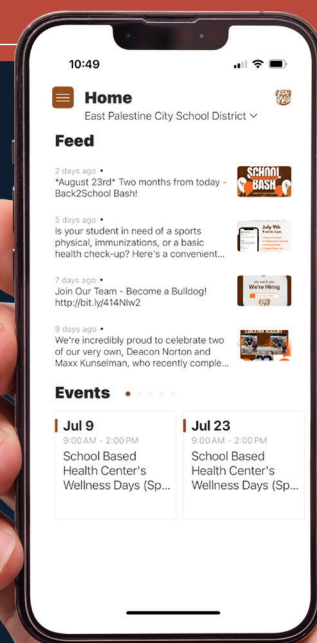 10:49
Home
East Palestine City School District
Feed
2 days ago •
*August 23rd* Two months from today -
Back2School Bash!
SCHOOL
BASH
5 days ago •
Is your student in need of a sports
physical, immunizations, or a basic
health check-up? Here's a convenient...
July 9th
7 days ago •
Join Our Team - Become a Bulldog!
http://bit.ly/414NIw2
We're Hiring
9 days ago •
We're incredibly proud to celebrate two
of our very own, Deacon Norton and
Maxx Kunselman, who recently comple...
Events
Jul 9
9:00 AM - 2:00 PM
School Based
Health Center's
Wellness Days (Sp...
Jul 23
9:00 AM - 2:00 PM
School Based
Health Center's
Wellness Days (Sp...